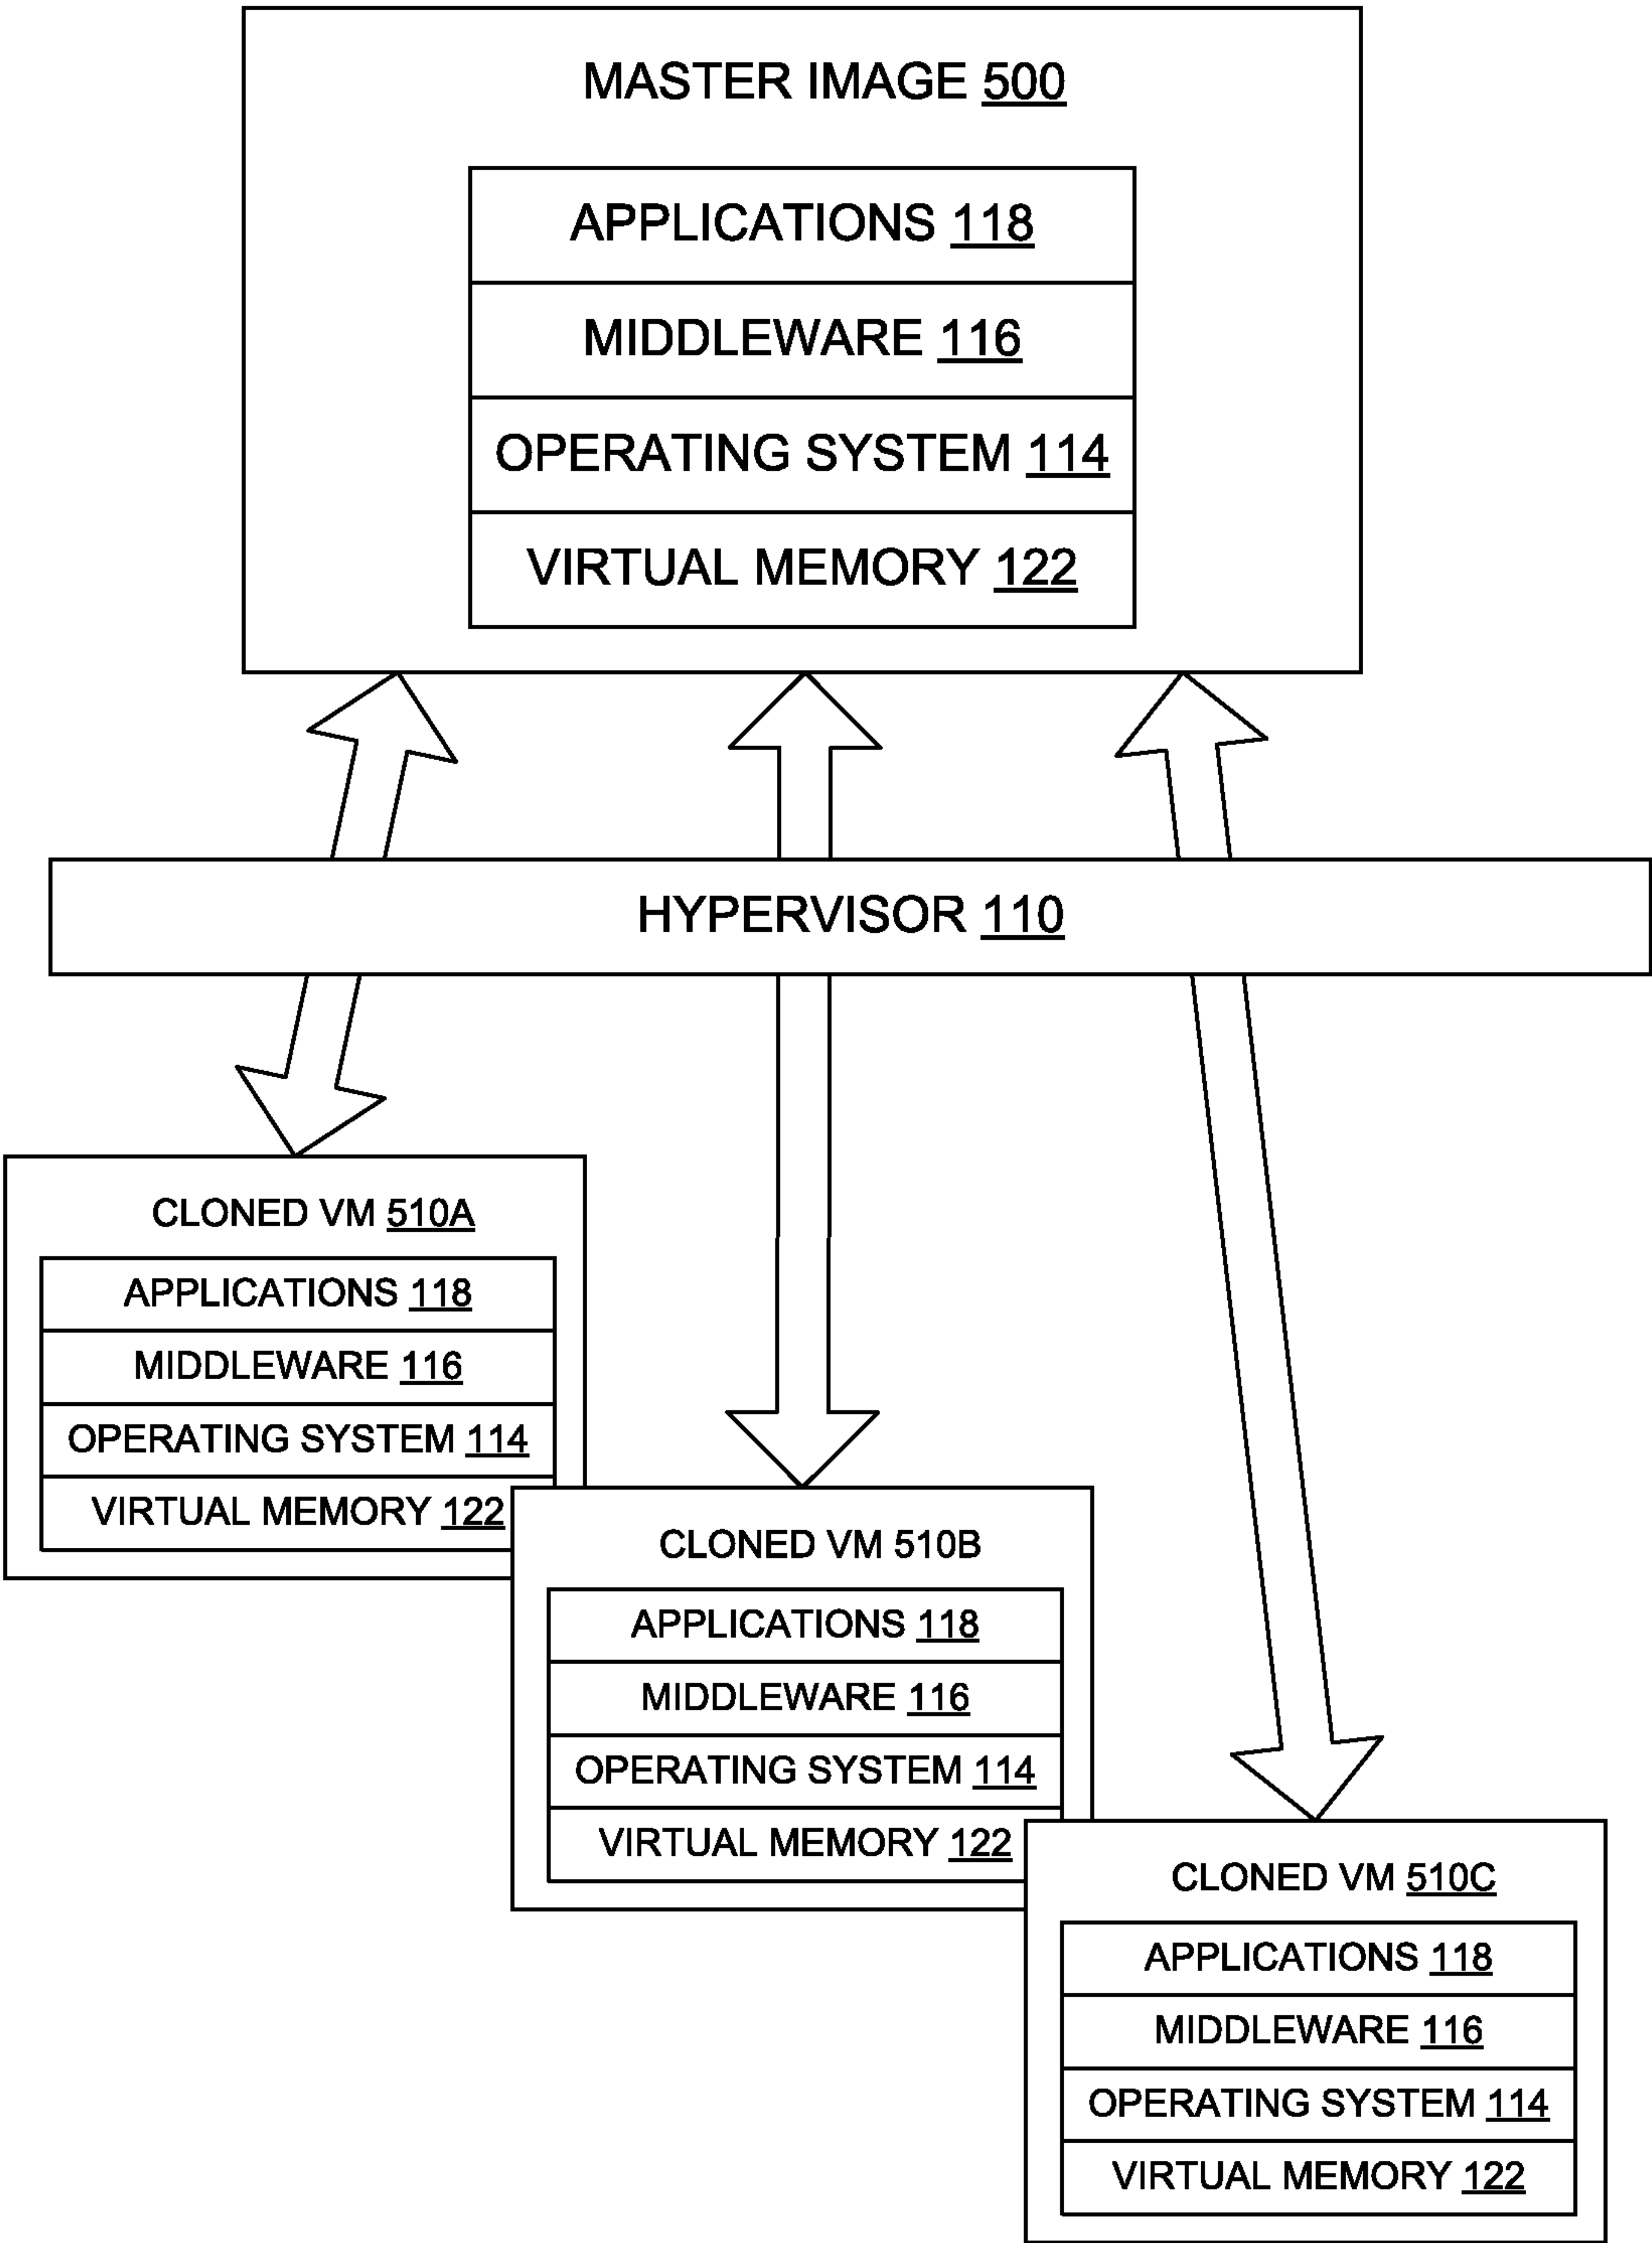 MASTER IMAGE 500
APPLICATIONS 118
MIDDLEWARE 116
OPERATING SYSTEM 114
VIRTUAL MEMORY 122
HYPERVISOR 110
CLONED VM 510A
APPLICATIONS 118
MIDDLEWARE 116
OPERATING SYSTEM 114
VIRTUAL MEMORY 122
CLONED VM 510B
APPLICATIONS 118
MIDDLEWARE 116
OPERATING SYSTEM 114
VIRTUAL MEMORY 122
CLONED VM 510C
APPLICATIONS 118
MIDDLEWARE 116
OPERATING SYSTEM 114
VIRTUAL MEMORY 122